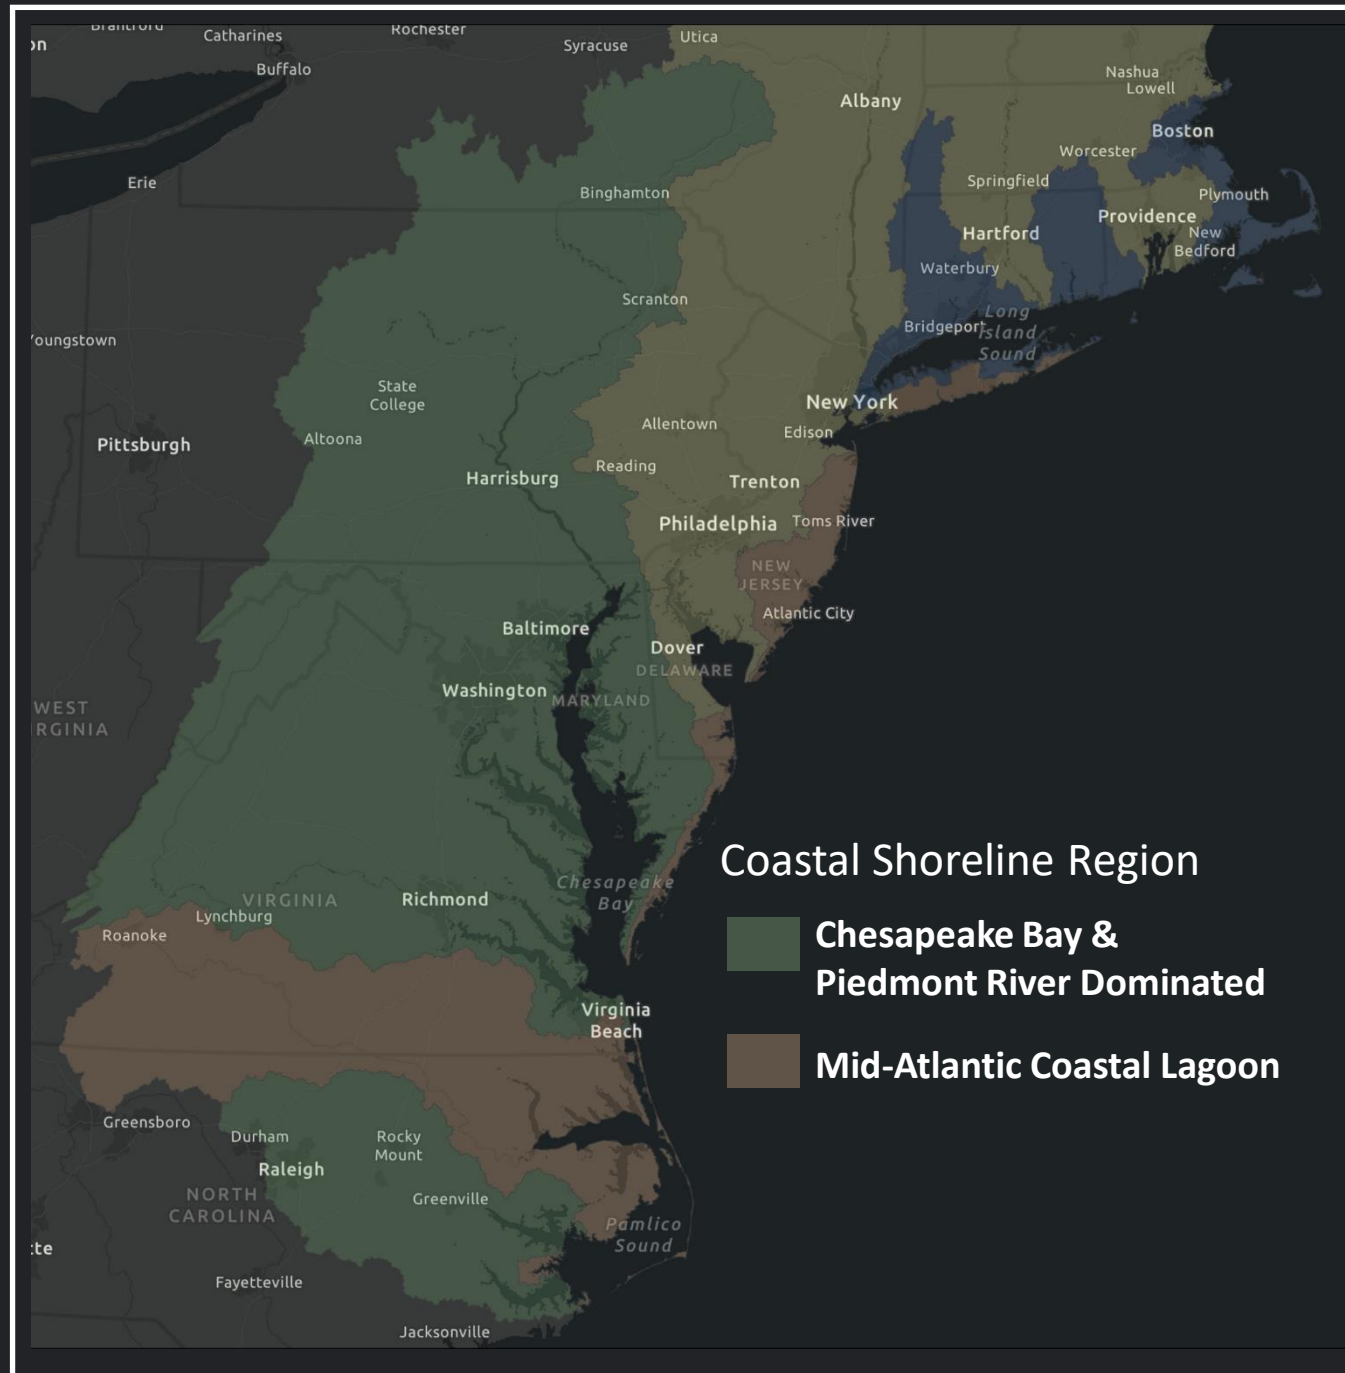 Brantford
Catharines
Rochester
Syracuse
Utica
Buffalo
Nashua
Lowell
Albany
Boston
Worcester
Erie
Binghamton
Springfield
Plymouth
Providence
Hartford
New
Bedford
Waterbury
Scranton
Long
Island
Sound
Bridgeport
Youngstown
State
College
New York
Allentown
Edison
Altoona
Pittsburgh
Reading
Harrisburg
Trenton
Philadelphia
Toms River
NEW
JERSEY
Atlantic City
Baltimore
Dover
DELAWARE
Washington
MARYLAND
WEST
RGINIA
Coastal Shoreline Region
Chesapeake
Bay
VIRGINIA
Richmond
Lynchburg
Roanoke
Chesapeake Bay &
Piedmont River Dominated
Virginia
Beach
Mid-Atlantic Coastal Lagoon
Greensboro
Durham
Rocky
Mount
Raleigh
NORTH
CAROLINA
Greenville
Pamlico
Sound
Fayetteville
Jacksonville